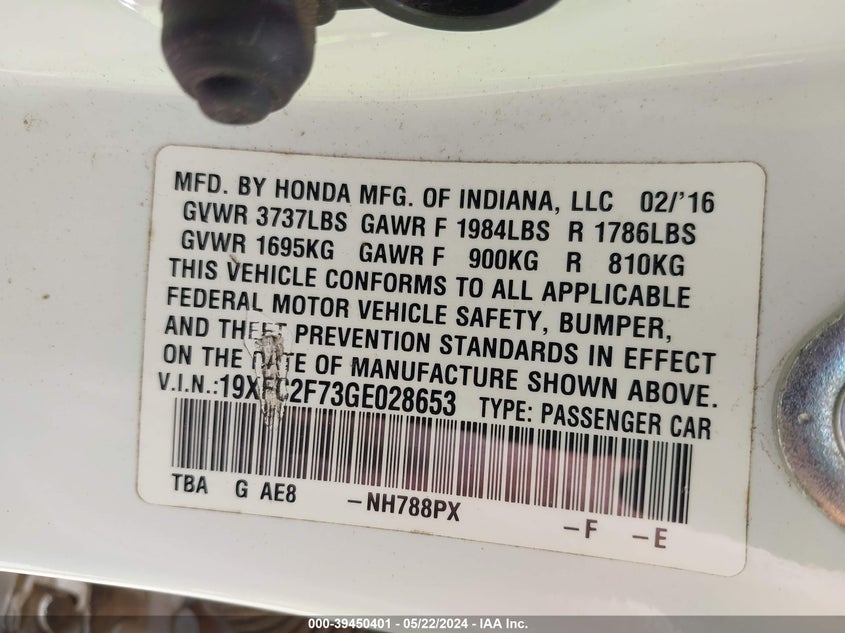 MFD. BY HONDA MFG. OF INDIANA, LLC 02/'16
GVWR 3737LBS GAWR F 1984LBS R 1786LBS
GVWR 1695KG GAWR F 900KG R 810KG
THIS VEHICLE CONFORMS TO ALL APPLICABLE
FEDERAL MOTOR VEHICLE SAFETY, BUMPER,
AND THEFT PREVENTION STANDARDS IN EFFECT
ON THE DATE OF MANUFACTURE SHOWN ABOVE.
V.I.N.:19XFC2F73GE028653 TYPE: PASSENGER CAR
TBA G AE8 -NH788PX -F -E
000-39450401 - 05/22/2024 - IAA Inc.